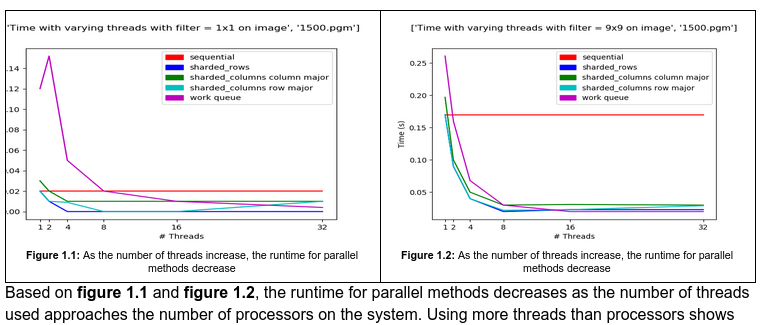 'Time with varying threads with filter = 1x1 on image', '1500.pgm']
sequential
sharded_rows
sharded_columns column major
sharded_columns row major
work queue
.14
.12
.10
.08
.06
.04
.02
.00
1 2 4 8 16 32
# Threads
Figure 1.1: As the number of threads increase, the runtime for parallel
methods decrease
['Time with varying threads with filter = 9x9 on image', '1500.pgm']
sequential
sharded_rows
sharded_columns column major
sharded_columns row major
work queue
Time (s)
0.25
0.20
0.15
0.10
0.05
1 2 4 8 16 32
# Threads
Figure 1.2: As the number of threads increase, the runtime for parallel
methods decrease
Based on figure 1.1 and figure 1.2, the runtime for parallel methods decreases as the number of threads
used approaches the number of processors on the system. Using more threads than processors shows